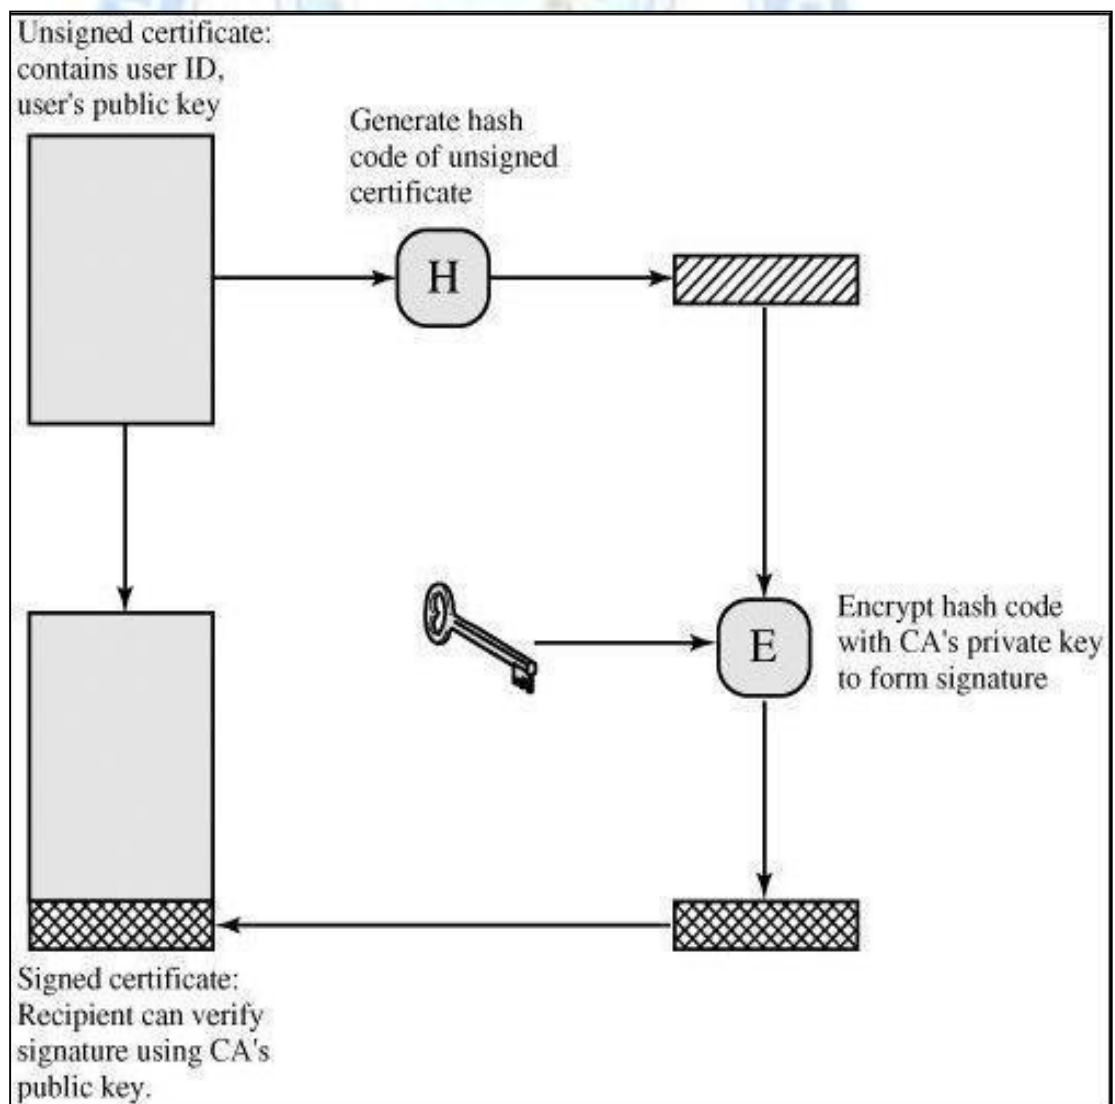 Unsigned certificate:
contains user ID,
user's public key
Generate hash
code of unsigned
certificate
H
E
Encrypt hash code
with CA's private key
to form signature
Signed certificate:
Recipient can verify
signature using CA's
public key.